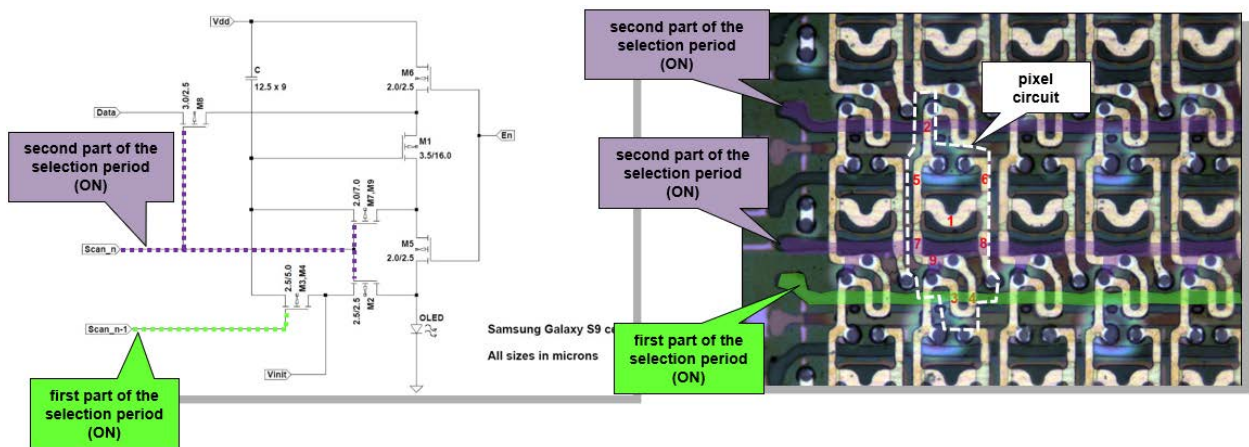 Vdd
C
12.5 x 9
M6
2.0/2.5
3.0/2.5
M8
Data
En
M1
3.5/16.0
second part of the
selection period
(ON)
2.0/7.0
M7,M9
Scan_n
M5
2.0/2.5
2.5/5.0
M3,M4
2.5/2.5
M2
Scan_n-1
OLED
Samsung Galaxy S9
All sizes in microns
Vinit
first part of the
selection period
(ON)
second part of the
selection period
(ON)
pixel
circuit
2
second part of the
selection period
(ON)
5
6
1
7
8
9
3
4
first part of the
selection period
(ON)